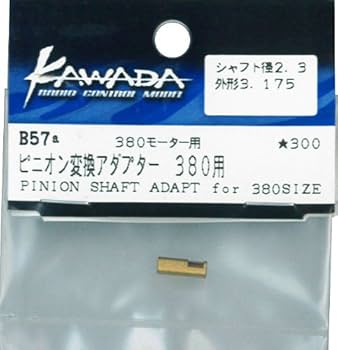 KAWADA
RADIO CONTROL MODEL
シャフト径2.3
外形3.175
B57a 380モーター用 ★300
ピニオン変換アダプター 380用
PINION SHAFT ADAPT for 380SIZE